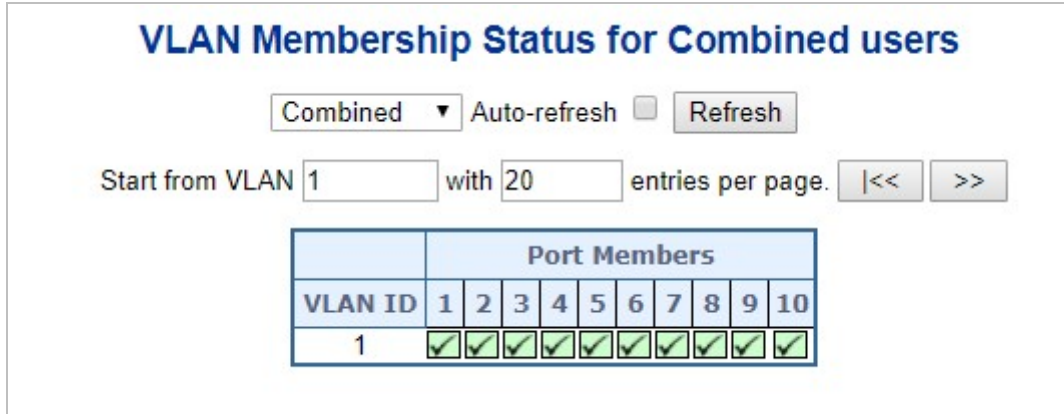 VLAN Membership Status for Combined users
Combined ▼ Auto-refresh Refresh
Start from VLAN 1 with 20 entries per page. |<< >>
Port Members
VLAN ID 1 2 3 4 5 6 7 8 9 10
1 ✓ ✓ ✓ ✓ ✓ ✓ ✓ ✓ ✓ ✓